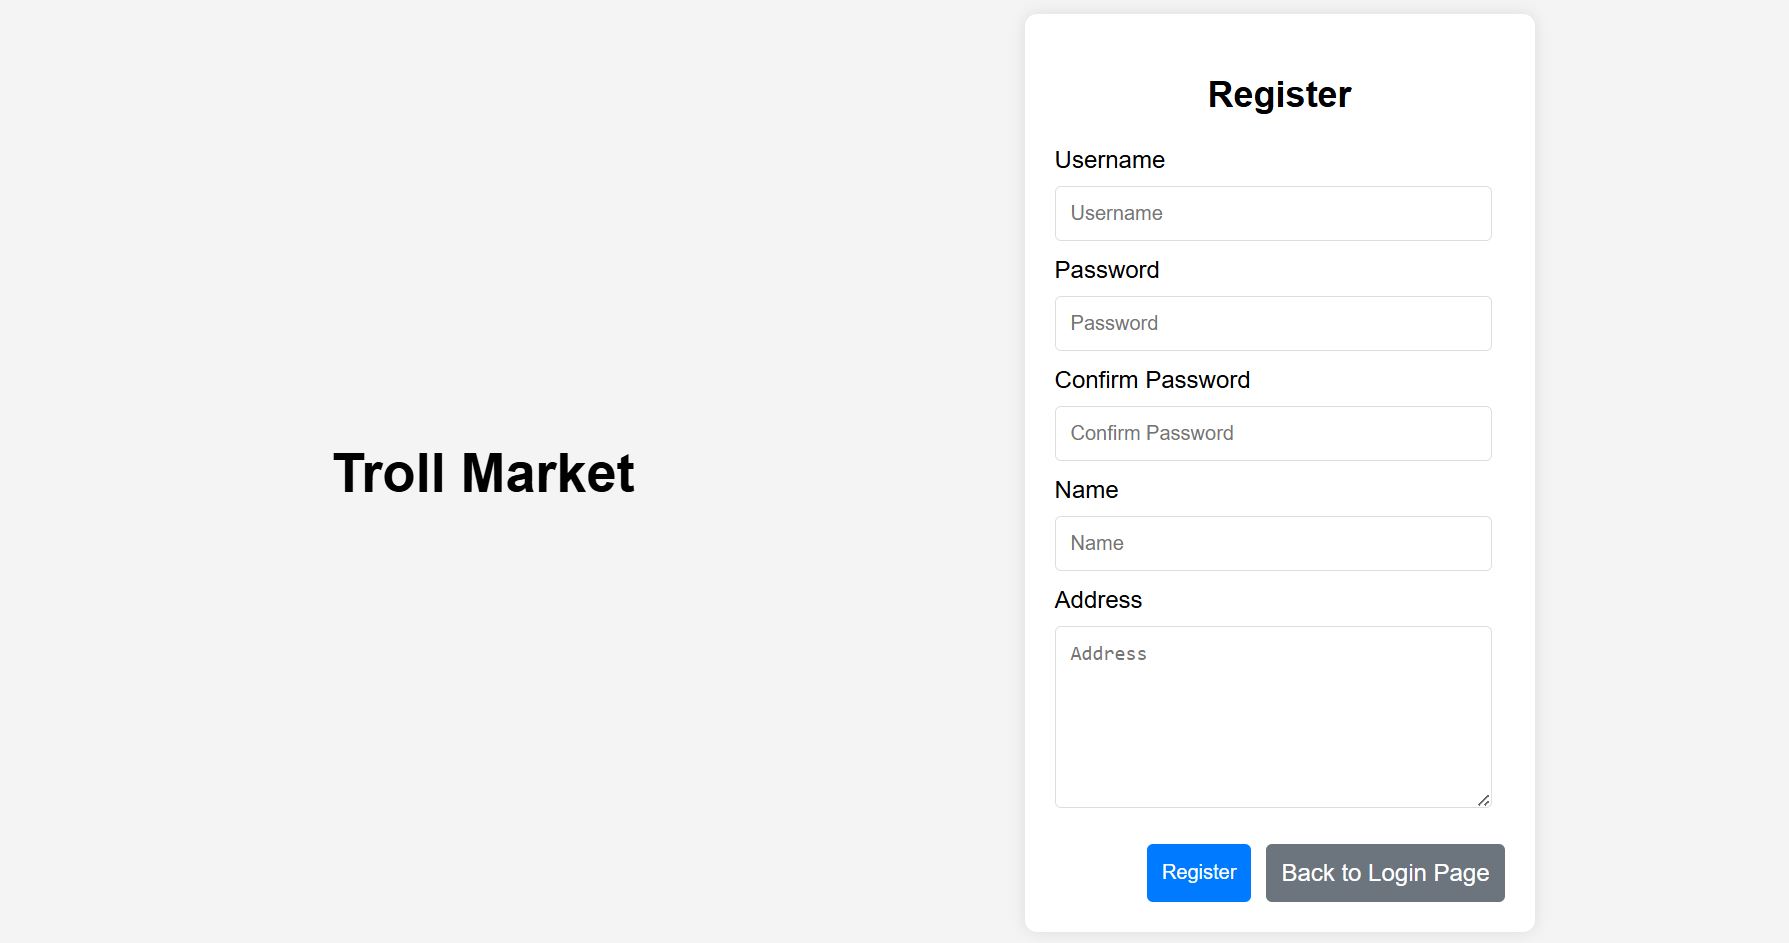 Troll Market
Register
Username
Username
Password
Password
Confirm Password
Confirm Password
Name
Name
Address
Address
Register
Back to Login Page